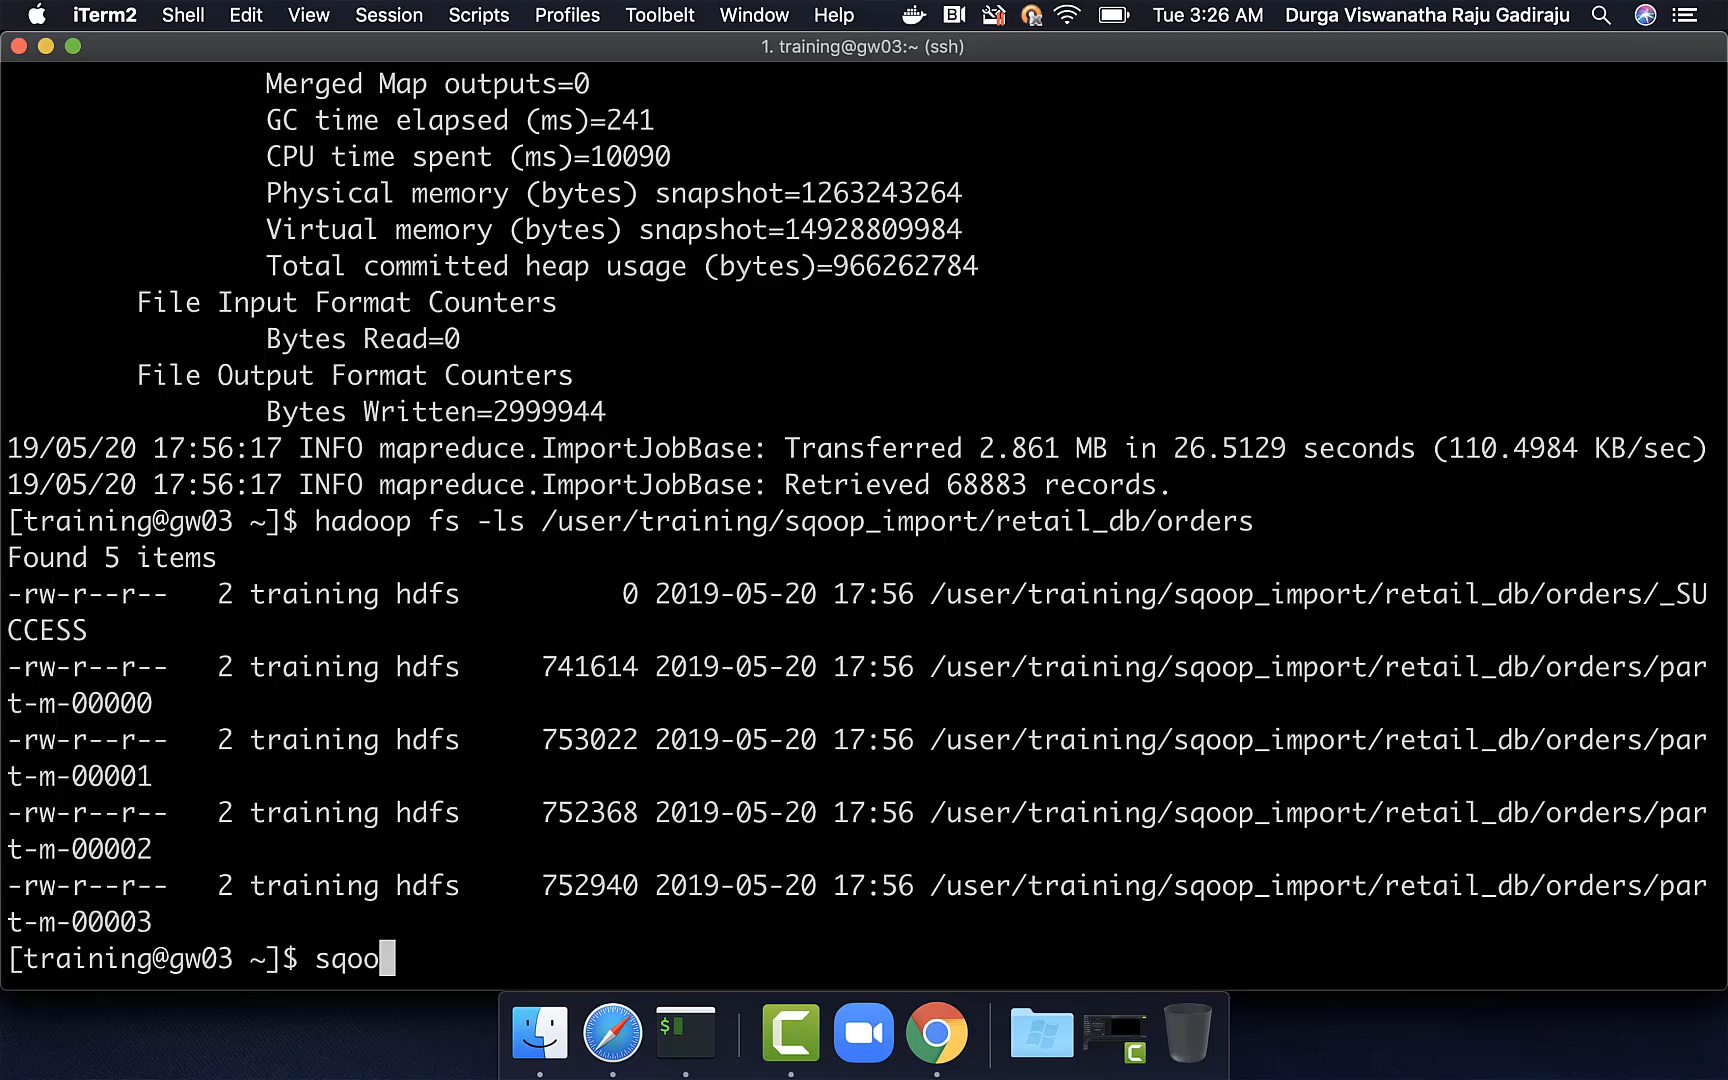 iTerm2 Shell Edit View Session Scripts Profiles Toolbelt Window Help Tue 3:26 AM Durga Viswanatha Raju Gadiraju
1. training@gw03:~ (ssh)
Merged Map outputs=0
GC time elapsed (ms)=241
CPU time spent (ms)=10090
Physical memory (bytes) snapshot=1263243264
Virtual memory (bytes) snapshot=14928809984
Total committed heap usage (bytes)=966262784
File Input Format Counters
Bytes Read=0
File Output Format Counters
Bytes Written=2999944
19/05/20 17:56:17 INFO mapreduce.ImportJobBase: Transferred 2.861 MB in 26.5129 seconds (110.4984 KB/sec)
19/05/20 17:56:17 INFO mapreduce.ImportJobBase: Retrieved 68883 records.
[training@gw03 ~]$ hadoop fs -ls /user/training/sqoop_import/retail_db/orders
Found 5 items
-rw-r--r-- 2 training hdfs 0 2019-05-20 17:56 /user/training/sqoop_import/retail_db/orders/_SU
CCESS
-rw-r--r-- 2 training hdfs 741614 2019-05-20 17:56 /user/training/sqoop_import/retail_db/orders/par
t-m-00000
-rw-r--r-- 2 training hdfs 753022 2019-05-20 17:56 /user/training/sqoop_import/retail_db/orders/par
t-m-00001
-rw-r--r-- 2 training hdfs 752368 2019-05-20 17:56 /user/training/sqoop_import/retail_db/orders/par
t-m-00002
-rw-r--r-- 2 training hdfs 752940 2019-05-20 17:56 /user/training/sqoop_import/retail_db/orders/par
t-m-00003
[training@gw03 ~]$ sqoo